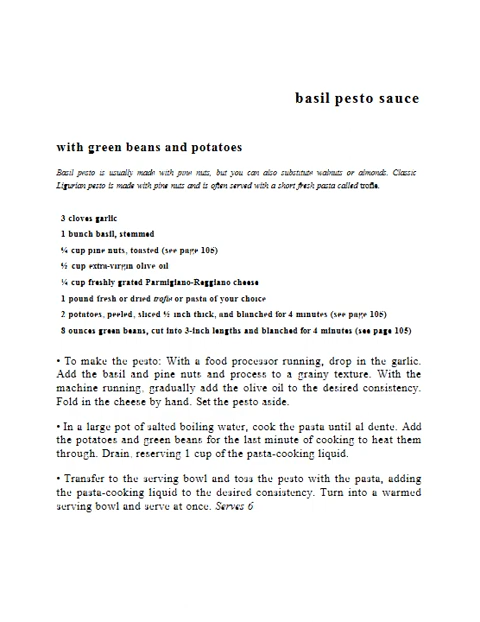 basil pesto sauce
with green beans and potatoes
Basil pesto is usually made with pine nuts, but you can also substitute walnuts or almonds. Classic
Ligurian pesto is made with pine nuts and is often served with a short fresh pasta called trofie.
3 cloves garlic
1 bunch basil, stemmed
¼ cup pine nuts, toasted (see page 105)
½ cup extra-virgin olive oil
¼ cup freshly grated Parmigiano-Reggiano cheese
1 pound fresh or dried trofie or pasta of your choice
2 potatoes, peeled, sliced ½ inch thick, and blanched for 4 minutes (see page 105)
8 ounces green beans, cut into 3-inch lengths and blanched for 4 minutes (see page 105)
• To make the pesto: With a food processor running, drop in the garlic.
Add the basil and pine nuts and process to a grainy texture. With the
machine running, gradually add the olive oil to the desired consistency.
Fold in the cheese by hand. Set the pesto aside.
• In a large pot of salted boiling water, cook the pasta until al dente. Add
the potatoes and green beans for the last minute of cooking to heat them
through. Drain, reserving 1 cup of the pasta-cooking liquid.
• Transfer to the serving bowl and toss the pesto with the pasta, adding
the pasta-cooking liquid to the desired consistency. Turn into a warmed
serving bowl and serve at once. Serves 6